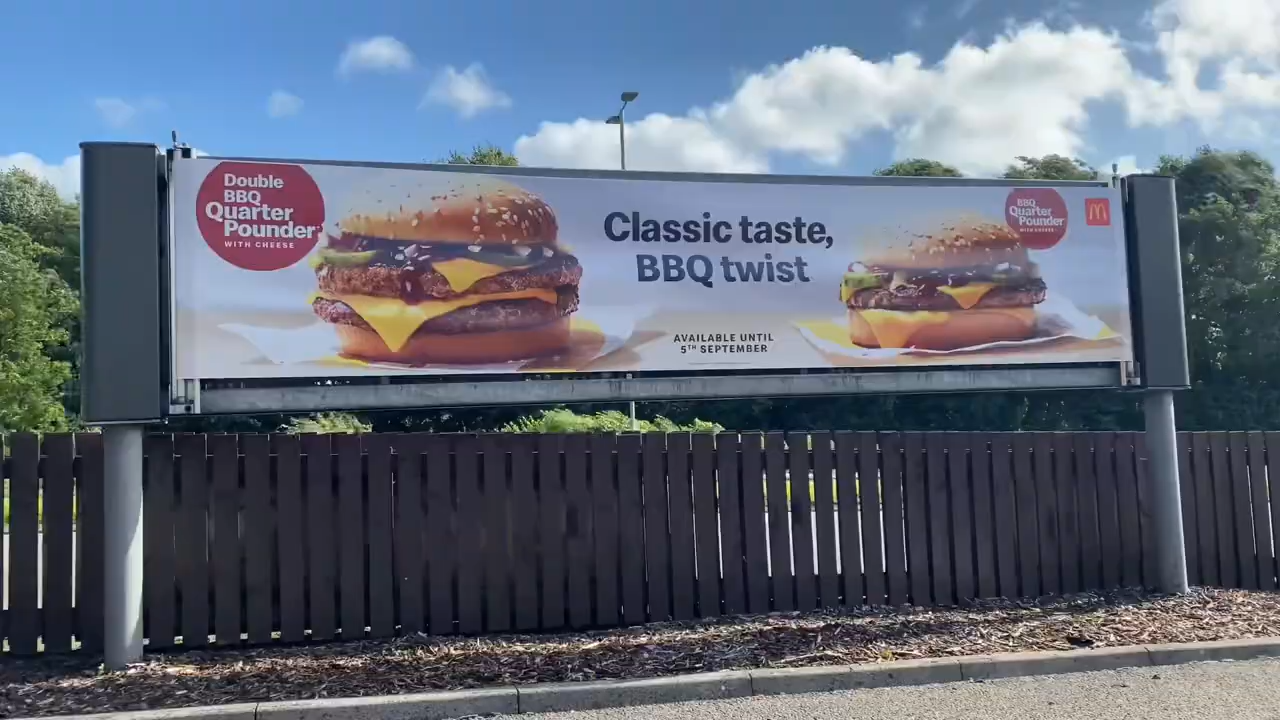 Double
BBQ
Quarter
Pounder
WITH CHEESE
Classic taste,
BBQ twist
AVAILABLE UNTIL
5TH SEPTEMBER
BBQ
Quarter
Pounder
WITH CHEESE